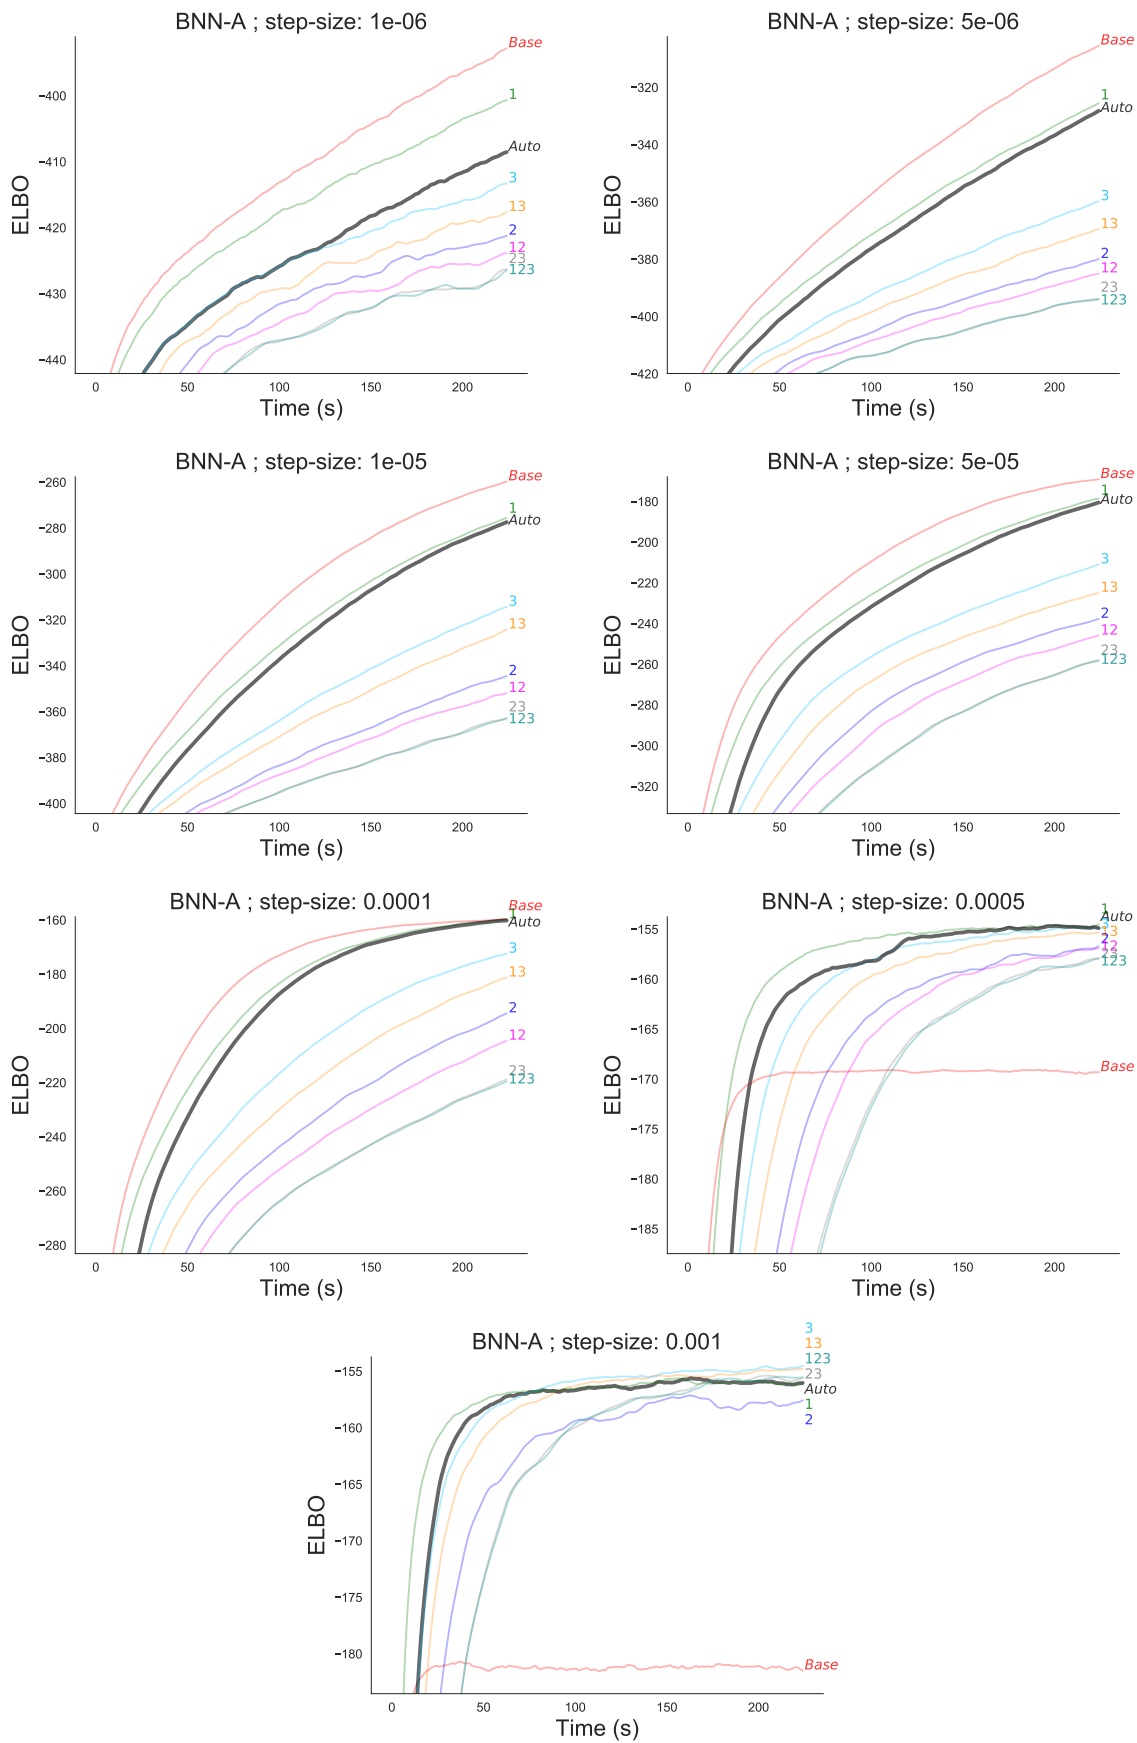 BNN-A ; step-size: 1e-06
ELBO
−400
−410
−420
−430
−440
0 50 100 150 200
Time (s)
Base
1
Auto
3
13
2
12
23
123
BNN-A ; step-size: 5e-06
ELBO
−320
−340
−360
−380
−400
−420
0 50 100 150 200
Time (s)
Base
1
Auto
3
13
2
12
23
123
BNN-A ; step-size: 1e-05
ELBO
−260
−280
−300
−320
−340
−360
−380
−400
0 50 100 150 200
Time (s)
Base
1
Auto
3
13
2
12
23
123
BNN-A ; step-size: 5e-05
ELBO
−180
−200
−220
−240
−260
−280
−300
−320
0 50 100 150 200
Time (s)
Base
1
Auto
3
13
2
12
23
123
BNN-A ; step-size: 0.0001
ELBO
−160
−180
−200
−220
−240
−260
−280
0 50 100 150 200
Time (s)
Base
1
Auto
3
13
2
12
23
123
BNN-A ; step-size: 0.0005
ELBO
−155
−160
−165
−170
−175
−180
−185
0 50 100 150 200
Time (s)
1
Auto
3
13
2
12
23
123
Base
BNN-A ; step-size: 0.001
ELBO
−155
−160
−165
−170
−175
−180
0 50 100 150 200
Time (s)
3
13
123
23
Auto
1
2
Base